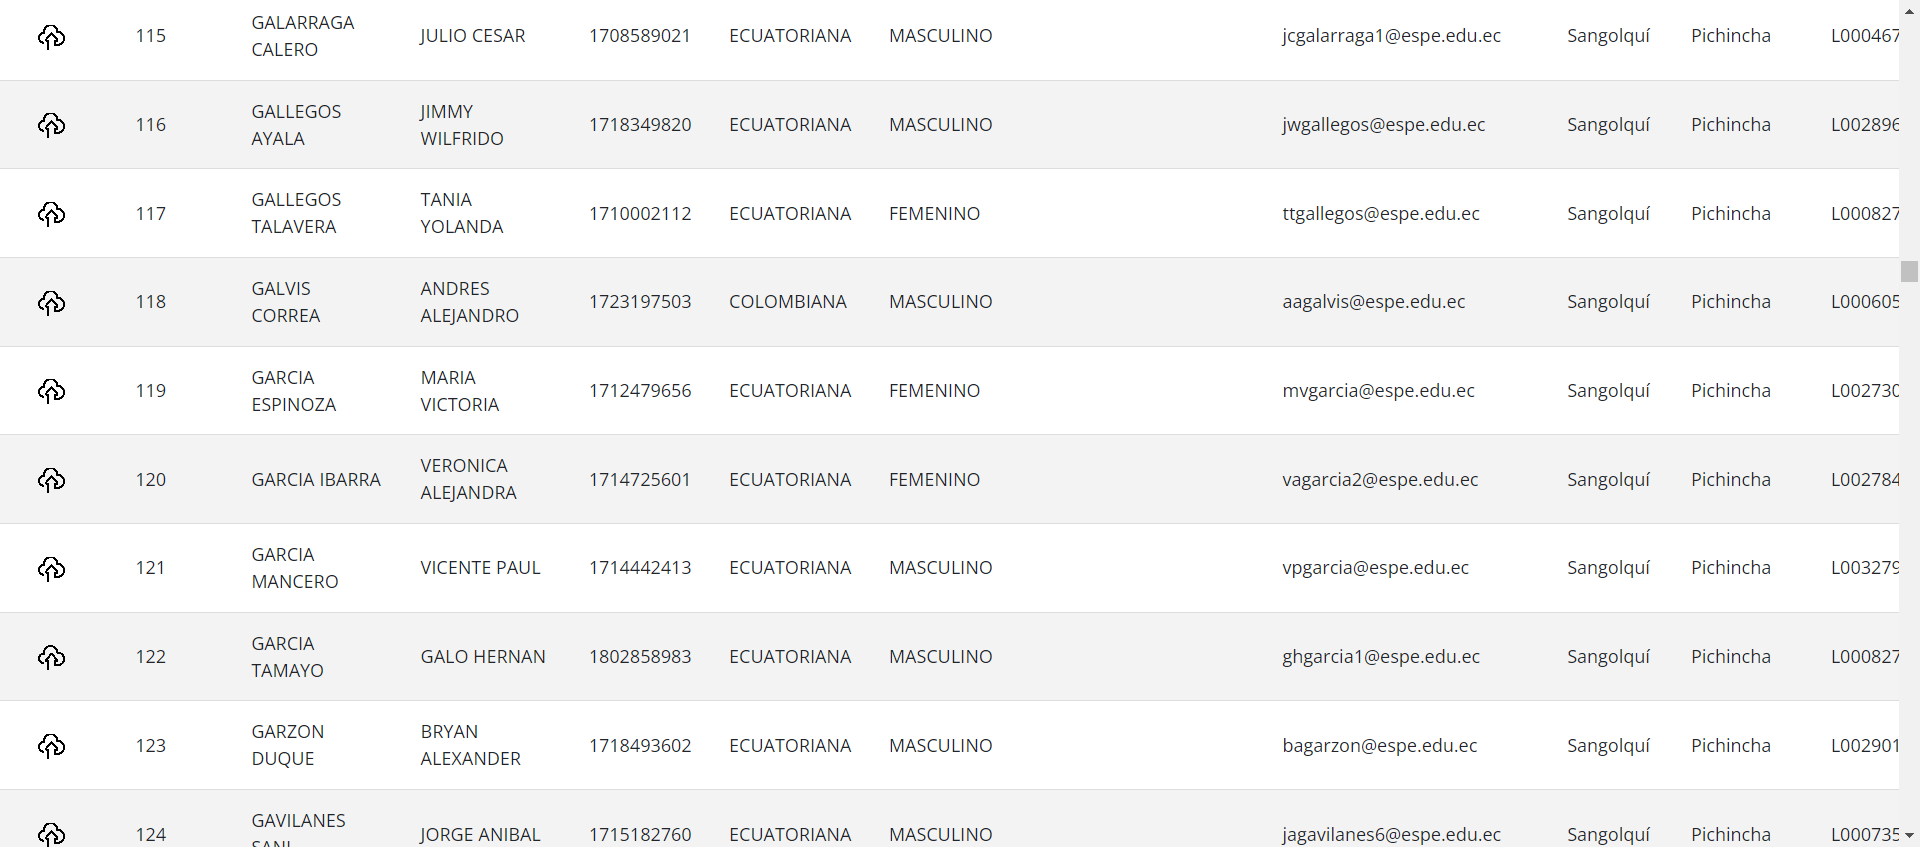 115 GALARRAGA CALERO JULIO CESAR 1708589021 ECUATORIANA MASCULINO jcgalarraga1@espe.edu.ec Sangolquí Pichincha L000467
116 GALLEGOS AYALA JIMMY WILFRIDO 1718349820 ECUATORIANA MASCULINO jwgallegos@espe.edu.ec Sangolquí Pichincha L002896
117 GALLEGOS TALAVERA TANIA YOLANDA 1710002112 ECUATORIANA FEMENINO ttgallegos@espe.edu.ec Sangolquí Pichincha L000827
118 GALVIS CORREA ANDRES ALEJANDRO 1723197503 COLOMBIANA MASCULINO aagalvis@espe.edu.ec Sangolquí Pichincha L000605
119 GARCIA ESPINOZA MARIA VICTORIA 1712479656 ECUATORIANA FEMENINO mvgarcia@espe.edu.ec Sangolquí Pichincha L002730
120 GARCIA IBARRA VERONICA ALEJANDRA 1714725601 ECUATORIANA FEMENINO vagarcia2@espe.edu.ec Sangolquí Pichincha L002784
121 GARCIA MANCERO VICENTE PAUL 1714442413 ECUATORIANA MASCULINO vpgarcia@espe.edu.ec Sangolquí Pichincha L003279
122 GARCIA TAMAYO GALO HERNAN 1802858983 ECUATORIANA MASCULINO ghgarcia1@espe.edu.ec Sangolquí Pichincha L000827
123 GARZON DUQUE BRYAN ALEXANDER 1718493602 ECUATORIANA MASCULINO bagarzon@espe.edu.ec Sangolquí Pichincha L002901
124 GAVILANES JORGE ANIBAL 1715182760 ECUATORIANA MASCULINO jagavilanes6@espe.edu.ec Sangolquí Pichincha L000735